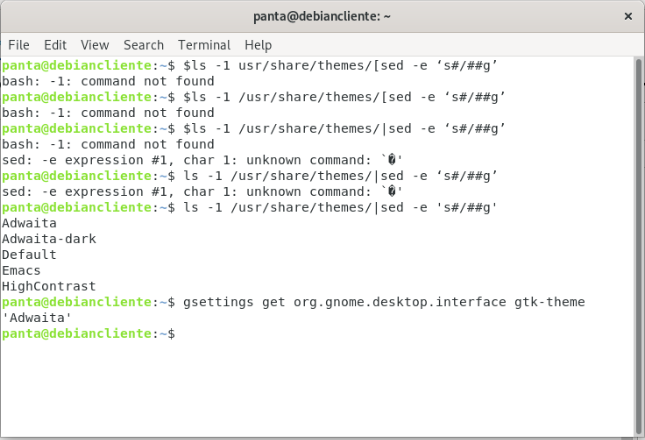 panta@debiancliente: ~
File Edit View Search Terminal Help
panta@debiancliente:~$ $ls -1 usr/share/themes/[sed -e ‘s#/##g’
bash: -1: command not found
panta@debiancliente:~$ $ls -1 /usr/share/themes/[sed -e ‘s#/##g’
bash: -1: command not found
panta@debiancliente:~$ $ls -1 /usr/share/themes/|sed -e ‘s#/##g’
bash: -1: command not found
sed: -e expression #1, char 1: unknown command: `�'
panta@debiancliente:~$ ls -1 /usr/share/themes/|sed -e ‘s#/##g’
sed: -e expression #1, char 1: unknown command: `�'
panta@debiancliente:~$ ls -1 /usr/share/themes/|sed -e 's#/##g'
Adwaita
Adwaita-dark
Default
Emacs
HighContrast
panta@debiancliente:~$ gsettings get org.gnome.desktop.interface gtk-theme
'Adwaita'
panta@debiancliente:~$